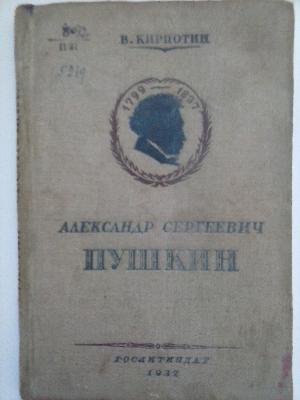 В. КИРПОТИН
1799 — 1837
АЛЕКСАНДР СЕРГЕЕВИЧ
ПУШКИН
ГОСЛИТИЗДАТ
1937